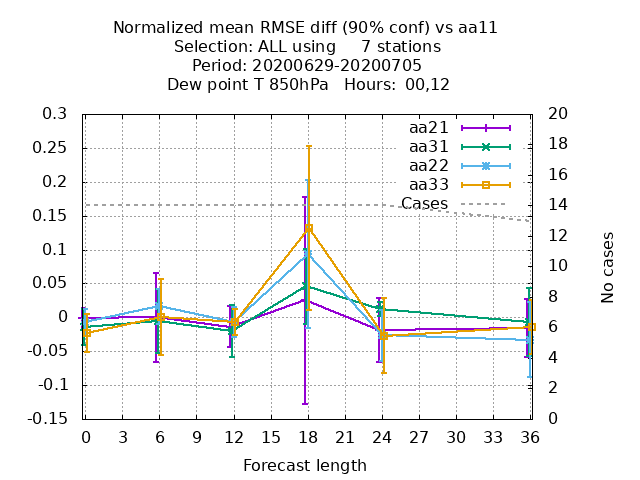 Normalized mean RMSE diff (90% conf) vs aa11
Selection: ALL using     7 stations
Period: 20200629-20200705
Dew point T 850hPa   Hours:  00,12
0.3
0.25
0.2
0.15
0.1
0.05
0
-0.05
-0.1
-0.15
aa21
aa31
aa22
aa33
Cases
20
18
16
14
12
10
8
6
4
2
0
No cases
0 3 6 9 12 15 18 21 24 27 30 33 36
Forecast length